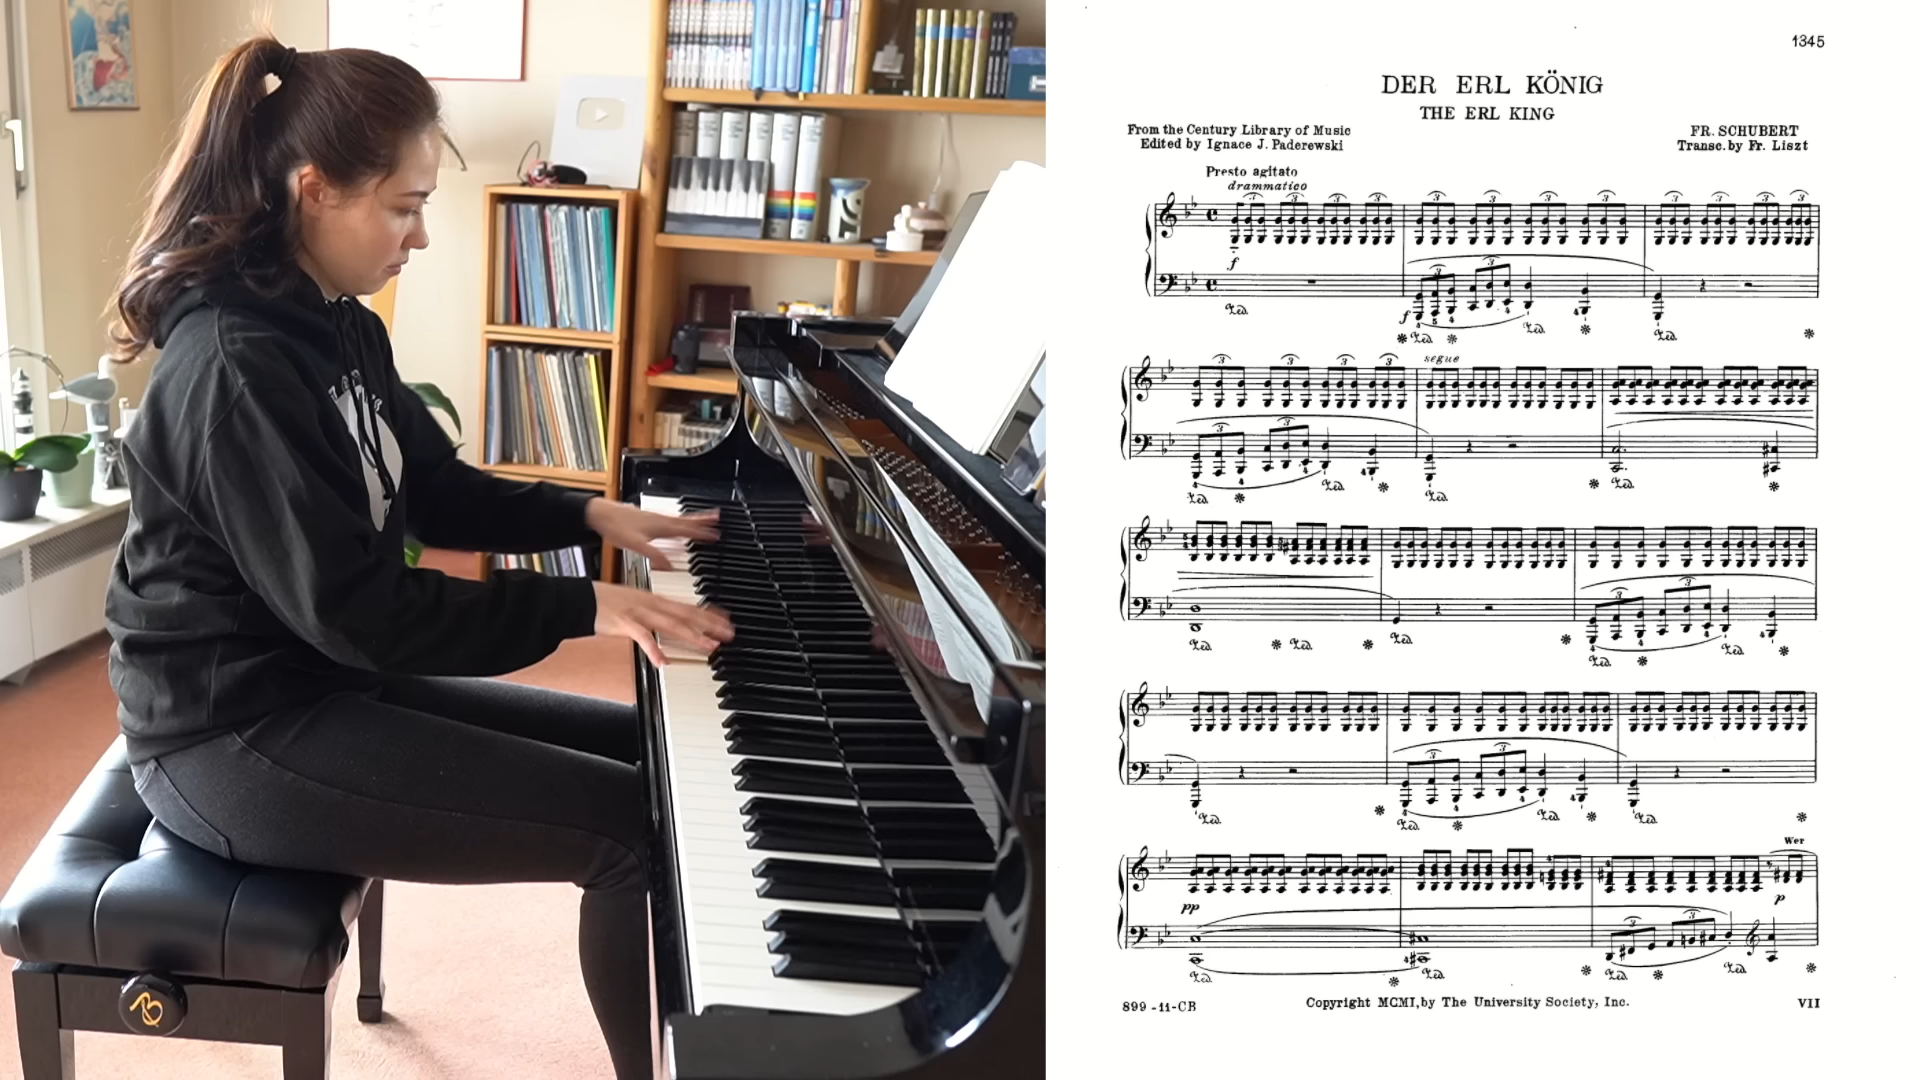 1345
DER ERL KÖNIG
THE ERL KING
From the Century Library of Music
Edited by Ignace J. Paderewski
FR. SCHUBERT
Transc. by Fr. Liszt
Presto agitato
drammatico
segue
Wer
899 -11-CB
Copyright MCMI, by The University Society, Inc.
VII